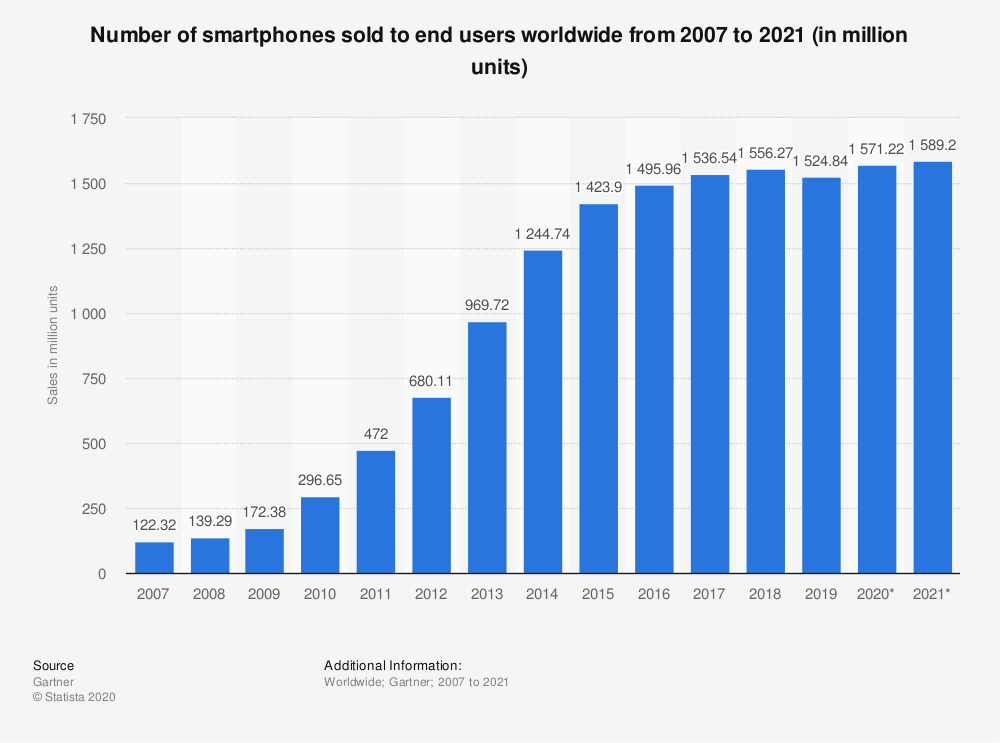 Number of smartphones sold to end users worldwide from 2007 to 2021 (in million
units)
Sales in million units
1 750
1 500
1 250
1 000
750
500
250
0
122.32
139.29
172.38
296.65
472
680.11
969.72
1 244.74
1 423.9
1 495.96
1 536.54
1 556.27
1 524.84
1 571.22
1 589.2
2007 2008 2009 2010 2011 2012 2013 2014 2015 2016 2017 2018 2019 2020* 2021*
Source
Gartner
© Statista 2020
Additional Information:
Worldwide; Gartner; 2007 to 2021